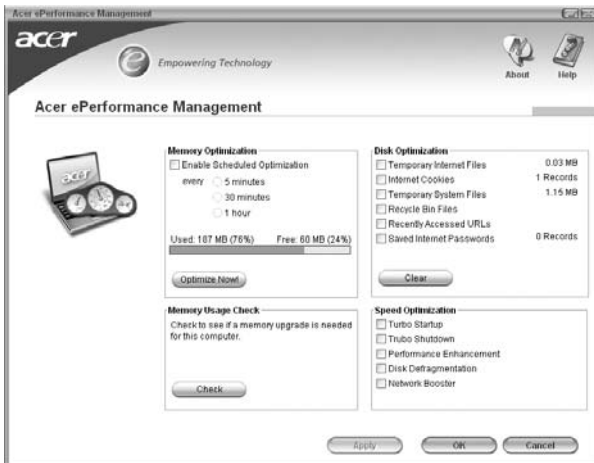 Acer ePerformance Management
acer
e
Empowering Technology
About
Help
Acer ePerformance Management
acer
Memory Optimization
Enable Scheduled Optimization
every 5 minutes
30 minutes
1 hour
Used: 187 MB (76%) Free: 60 MB (24%)
Optimize Now!
Memory Usage Check
Check to see if a memory upgrade is needed
for this computer.
Check
Disk Optimization
Temporary Internet Files 0.03 MB
Internet Cookies 1 Records
Temporary System Files 1.15 MB
Recycle Bin Files
Recently Accessed URLs
Saved Internet Passwords 0 Records
Clear
Speed Optimization
Turbo Startup
Trubo Shutdown
Performance Enhancement
Disk Defragmentation
Network Booster
Apply
OK
Cancel